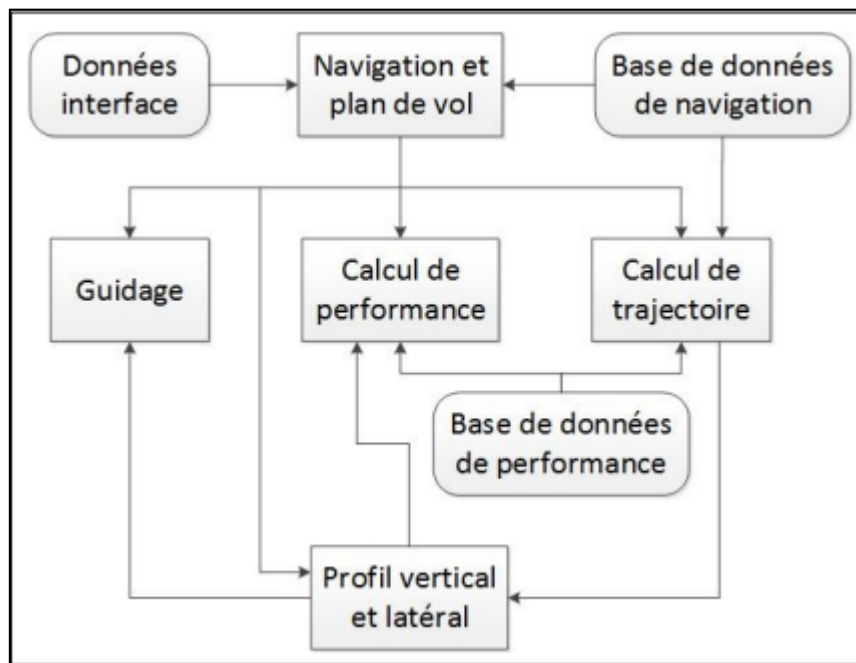 Données
interface
Navigation et
plan de vol
Base de données
de navigation
Guidage
Calcul de
performance
Calcul de
trajectoire
Base de données
de performance
Profil vertical
et latéral